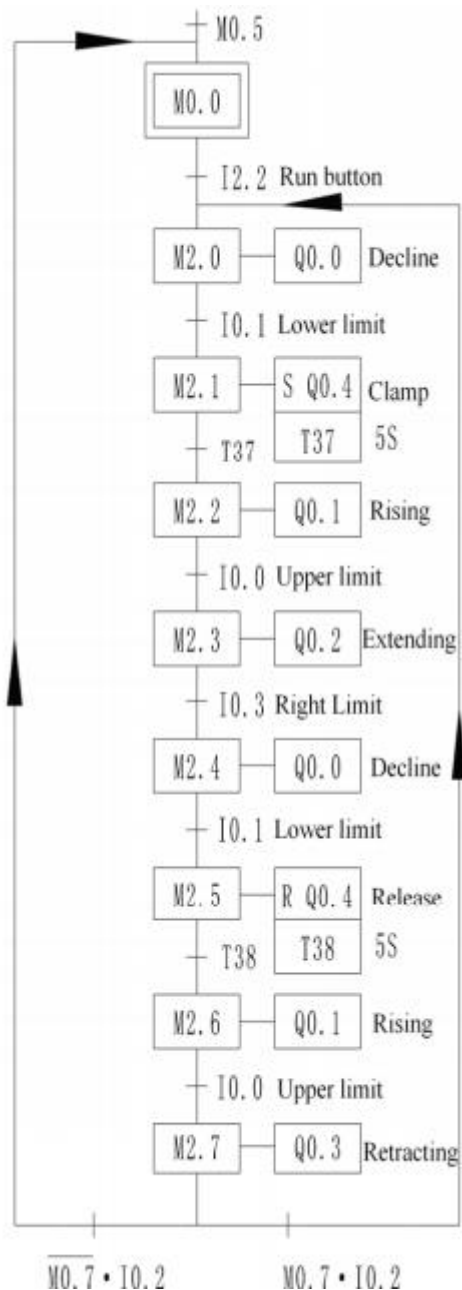 M0.5
M0.0
I2.2 Run button
M2.0 Q0.0 Decline
I0.1 Lower limit
M2.1 S Q0.4 Clamp
T37 T37 5S
M2.2 Q0.1 Rising
I0.0 Upper limit
M2.3 Q0.2 Extending
I0.3 Right Limit
M2.4 Q0.0 Decline
I0.1 Lower limit
M2.5 R Q0.4 Release
T38 T38 5S
M2.6 Q0.1 Rising
I0.0 Upper limit
M2.7 Q0.3 Retracting
M̅0̅.̅7̅·I0.2 M0.7·I0.2